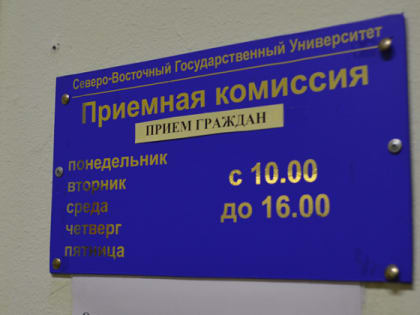 Северо-Восточный Государственный Университет
Приемная комиссия
ПРИЕМ ГРАЖДАН
понедельник
вторник
среда
четверг
пятница
с 10.00
до 16.00